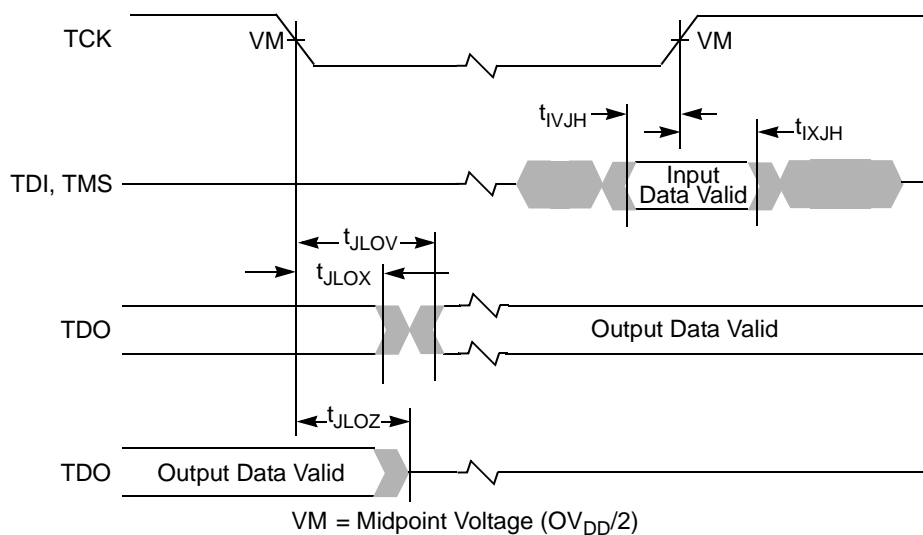 TCK
VM
VM
tIVJH
tIXJH
TDI, TMS
Input
Data Valid
tJLOV
tJLOX
TDO
Output Data Valid
tJLOZ
TDO
Output Data Valid
VM = Midpoint Voltage (OVDD/2)